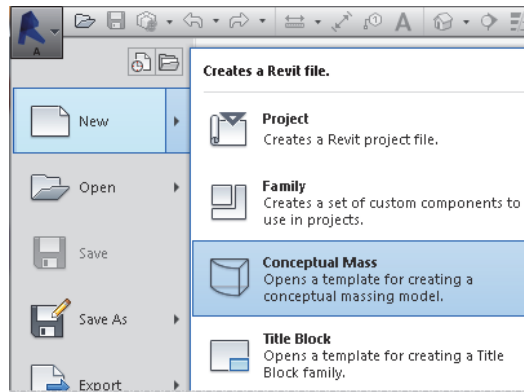 A
A
Creates a Revit file.
New
Project
Creates a Revit project file.
Open
Family
Creates a set of custom components to
use in projects.
Save
Conceptual Mass
Opens a template for creating a
conceptual massing model.
Save As
Title Block
Opens a template for creating a Title
Block family.
Export